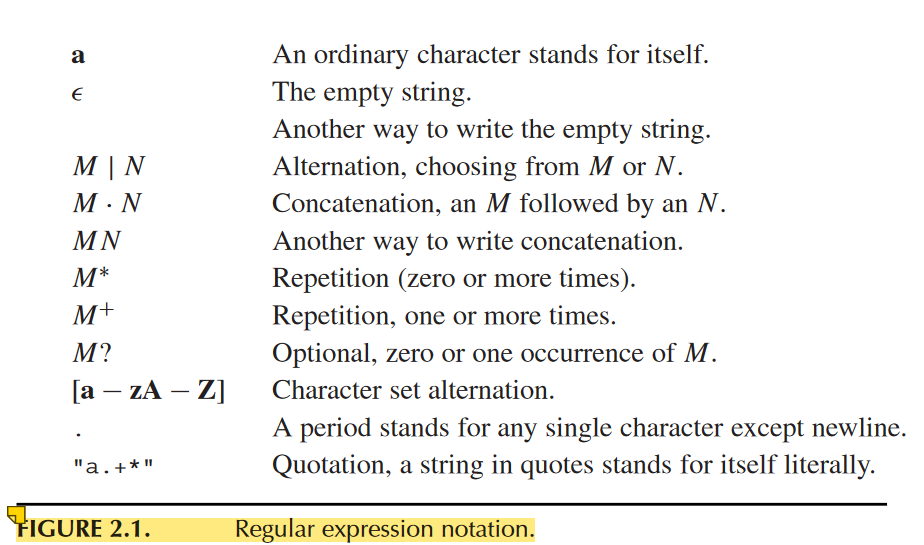 a An ordinary character stands for itself.
ϵ The empty string.
Another way to write the empty string.
M | N Alternation, choosing from M or N.
M · N Concatenation, an M followed by an N.
MN Another way to write concatenation.
M* Repetition (zero or more times).
M+ Repetition, one or more times.
M? Optional, zero or one occurrence of M.
[a − zA − Z] Character set alternation.
. A period stands for any single character except newline.
"a.+*" Quotation, a string in quotes stands for itself literally.
FIGURE 2.1. Regular expression notation.